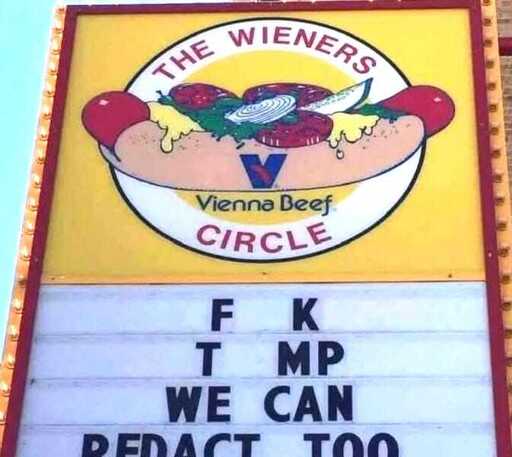 THE WIENERS
V
Vienna Beef
CIRCLE
F K
T MP
WE CAN
REDACT TOO